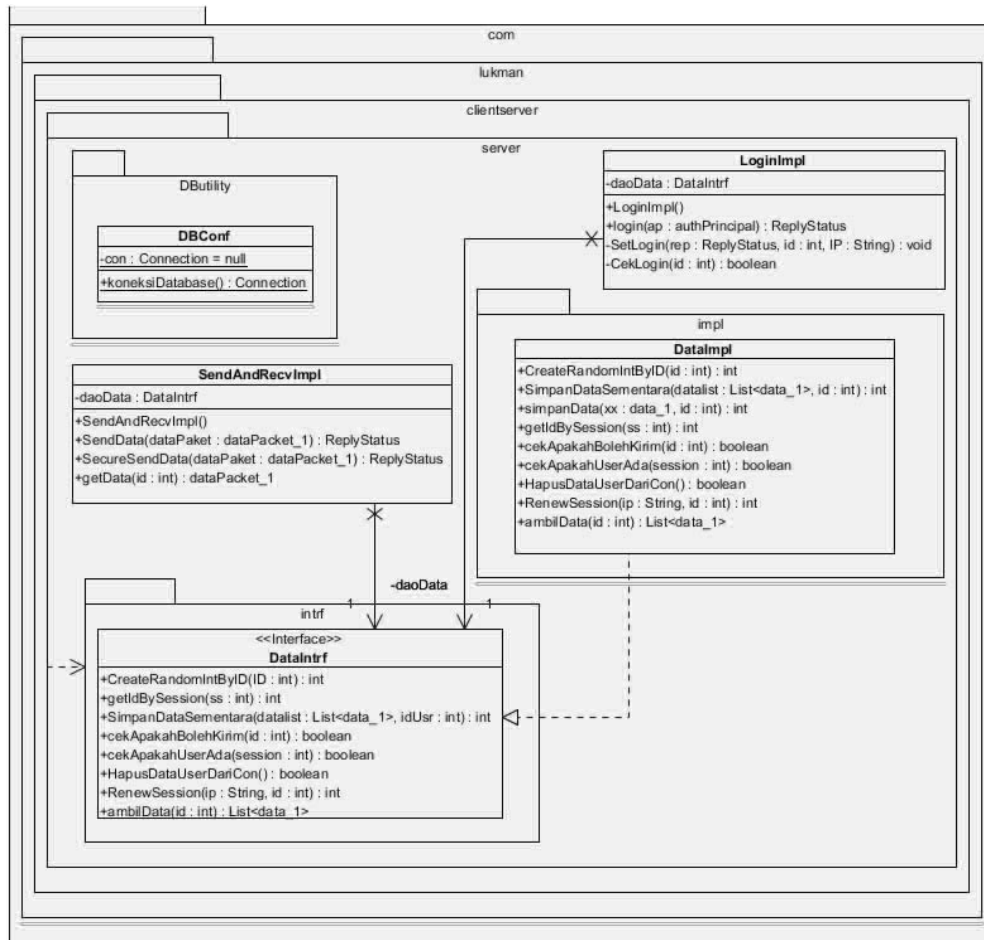 com
lukman
clientserver
server
DButility
DBConf
-con : Connection = null
+koneksiDatabase() : Connection
LoginImpl
-daoData : DataIntrf
+LoginImpl()
+login(ap : authPrincipal) : ReplyStatus
-SetLogin(rep : ReplyStatus, id : int, IP : String) : void
-CekLogin(id : int) : boolean
impl
DataImpl
+CreateRandomIntByID(id : int) : int
+SimpanDataSementara(datalist : List<data_1>, id : int) : int
+simpanData(xx : data_1, id : int) : int
+getIdBySession(ss : int) : int
+cekApakahBolehKirim(id : int) : boolean
+cekApakahUserAda(session : int) : boolean
+HapusDataUserDariCon() : boolean
+RenewSession(ip : String, id : int) : int
+ambilData(id : int) : List<data_1>
SendAndRecvImpl
-daoData : DataIntrf
+SendAndRecvImpl()
+SendData(dataPaket : dataPacket_1) : ReplyStatus
+SecureSendData(dataPaket : dataPacket_1) : ReplyStatus
+getData(id : int) : dataPacket_1
-daoData
1
1
intrf
<<Interface>>
DataIntrf
+CreateRandomIntByID(ID : int) : int
+getIdBySession(ss : int) : int
+SimpanDataSementara(datalist : List<data_1>, idUsr : int) : int
+cekApakahBolehKirim(id : int) : boolean
+cekApakahUserAda(session : int) : boolean
+HapusDataUserDariCon() : boolean
+RenewSession(ip : String, id : int) : int
+ambilData(id : int) : List<data_1>